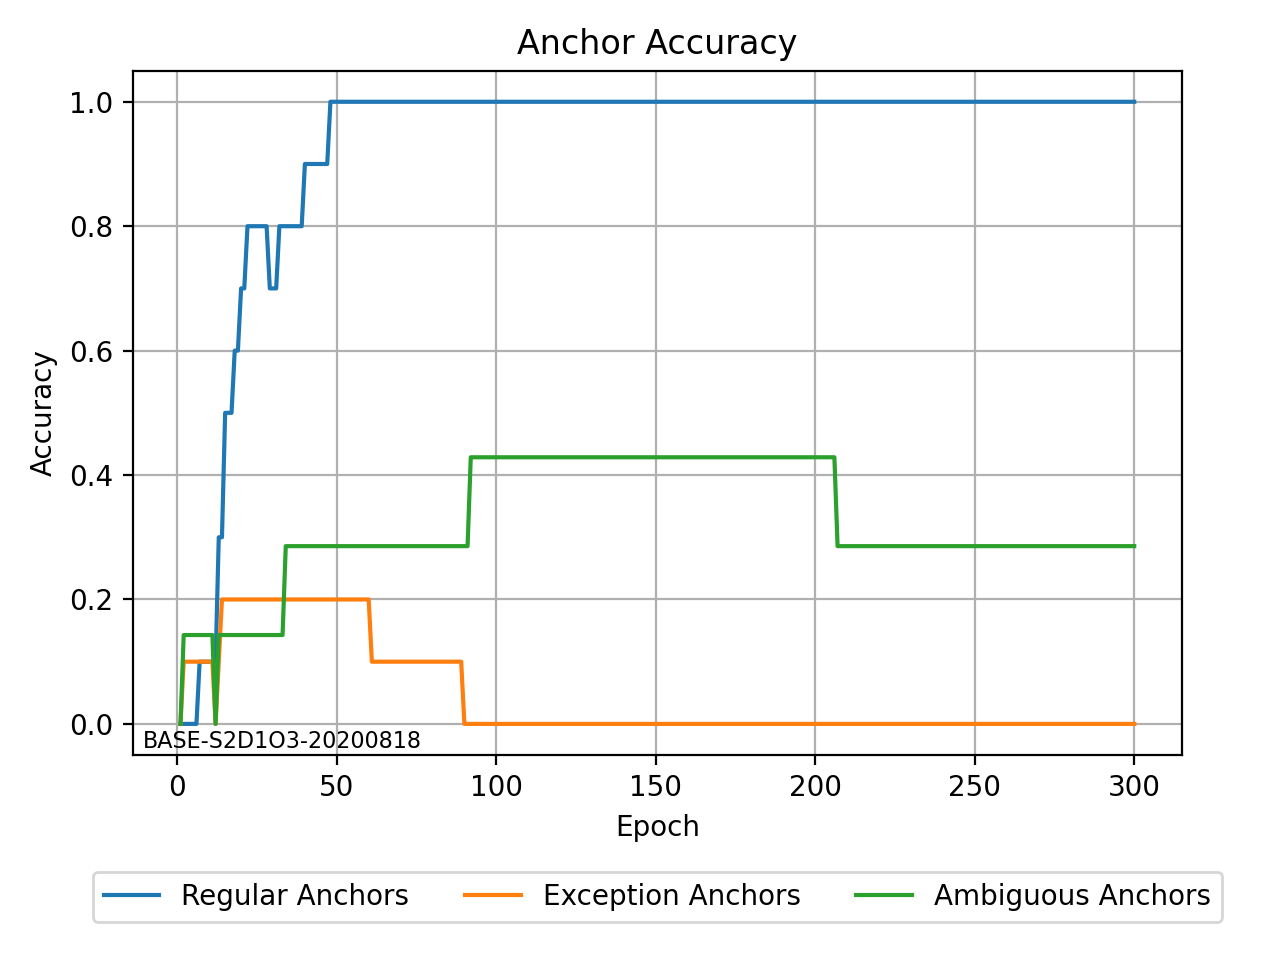 Anchor Accuracy
Accuracy
1.0
0.8
0.6
0.4
0.2
0.0
BASE-S2D1O3-20200818
0 50 100 150 200 250 300
Epoch
Regular Anchors Exception Anchors Ambiguous Anchors